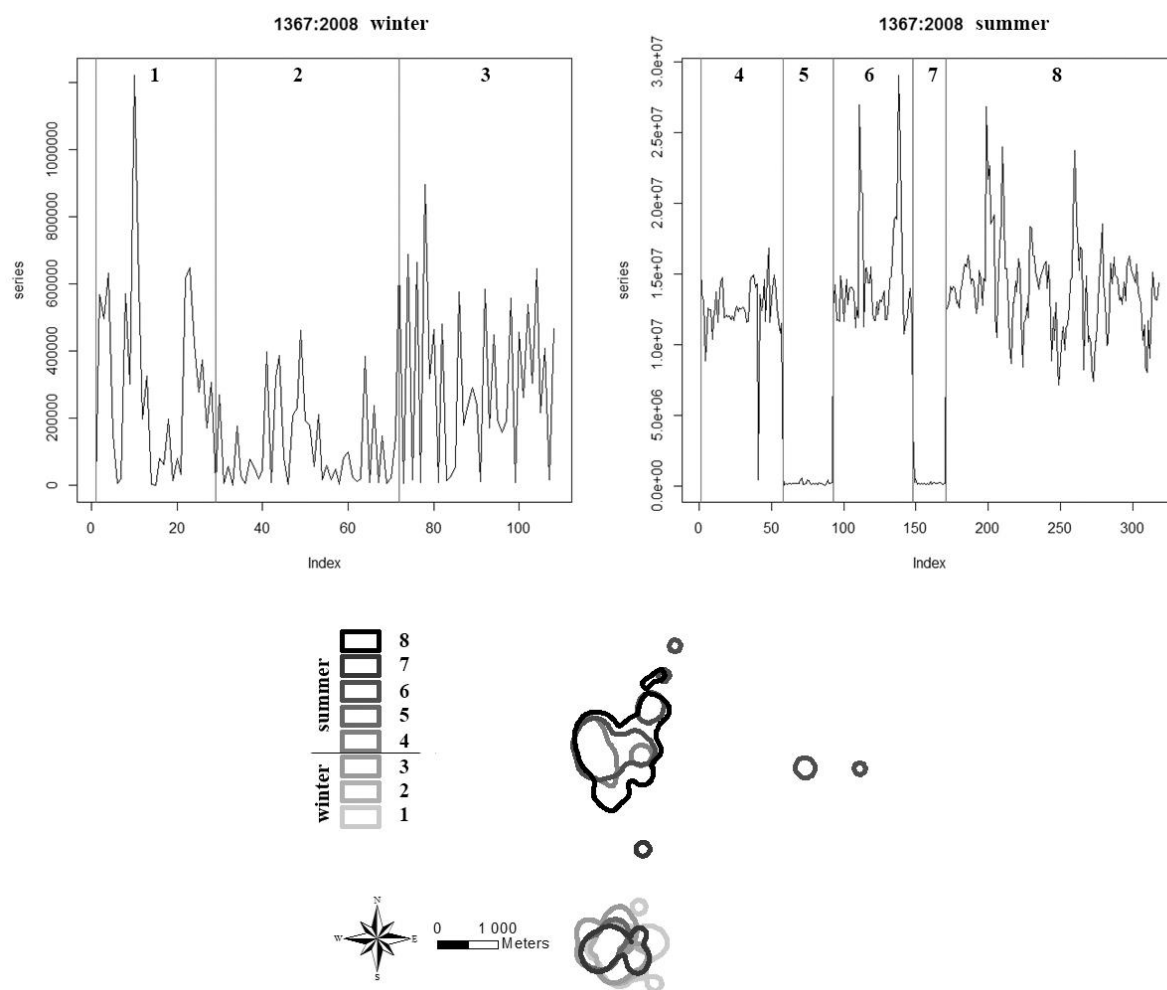 1367:2008 winter
1 2 3
series
0 200000 400000 600000 800000 1000000
0 20 40 60 80 100
Index
1367:2008 summer
4 5 6 7 8
series
0.0e+00 5.0e+06 1.0e+07 1.5e+07 2.0e+07 2.5e+07 3.0e+07
0 50 100 150 200 250 300
Index
summer
8
7
6
5
4
winter
3
2
1
N
W E
S
0 1 000
Meters